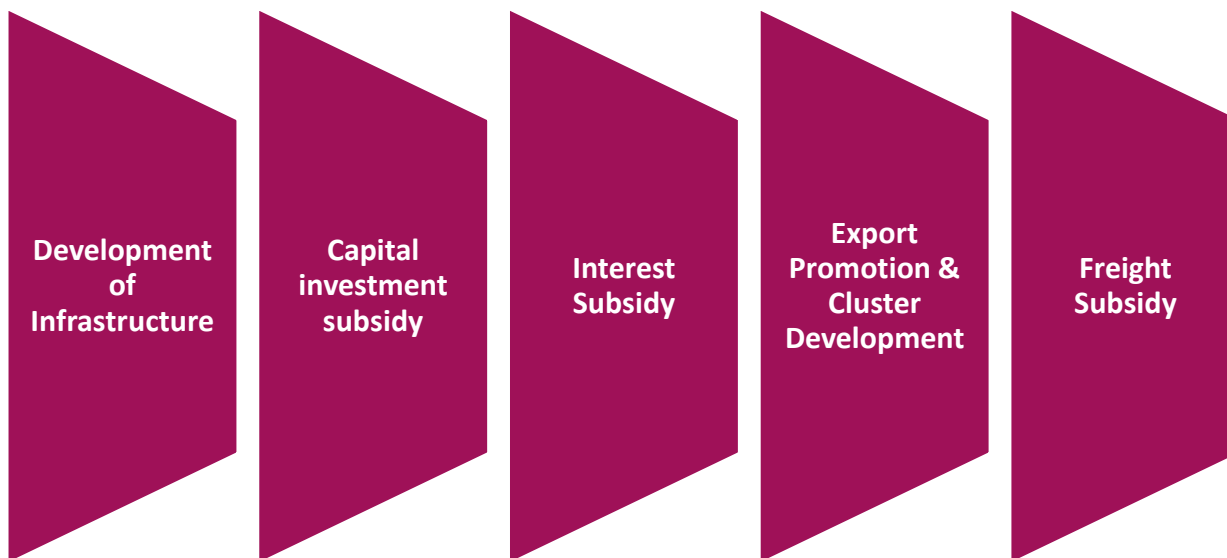 Development
of
Infrastructure
Capital
investment
subsidy
Interest
Subsidy
Export
Promotion &
Cluster
Development
Freight
Subsidy